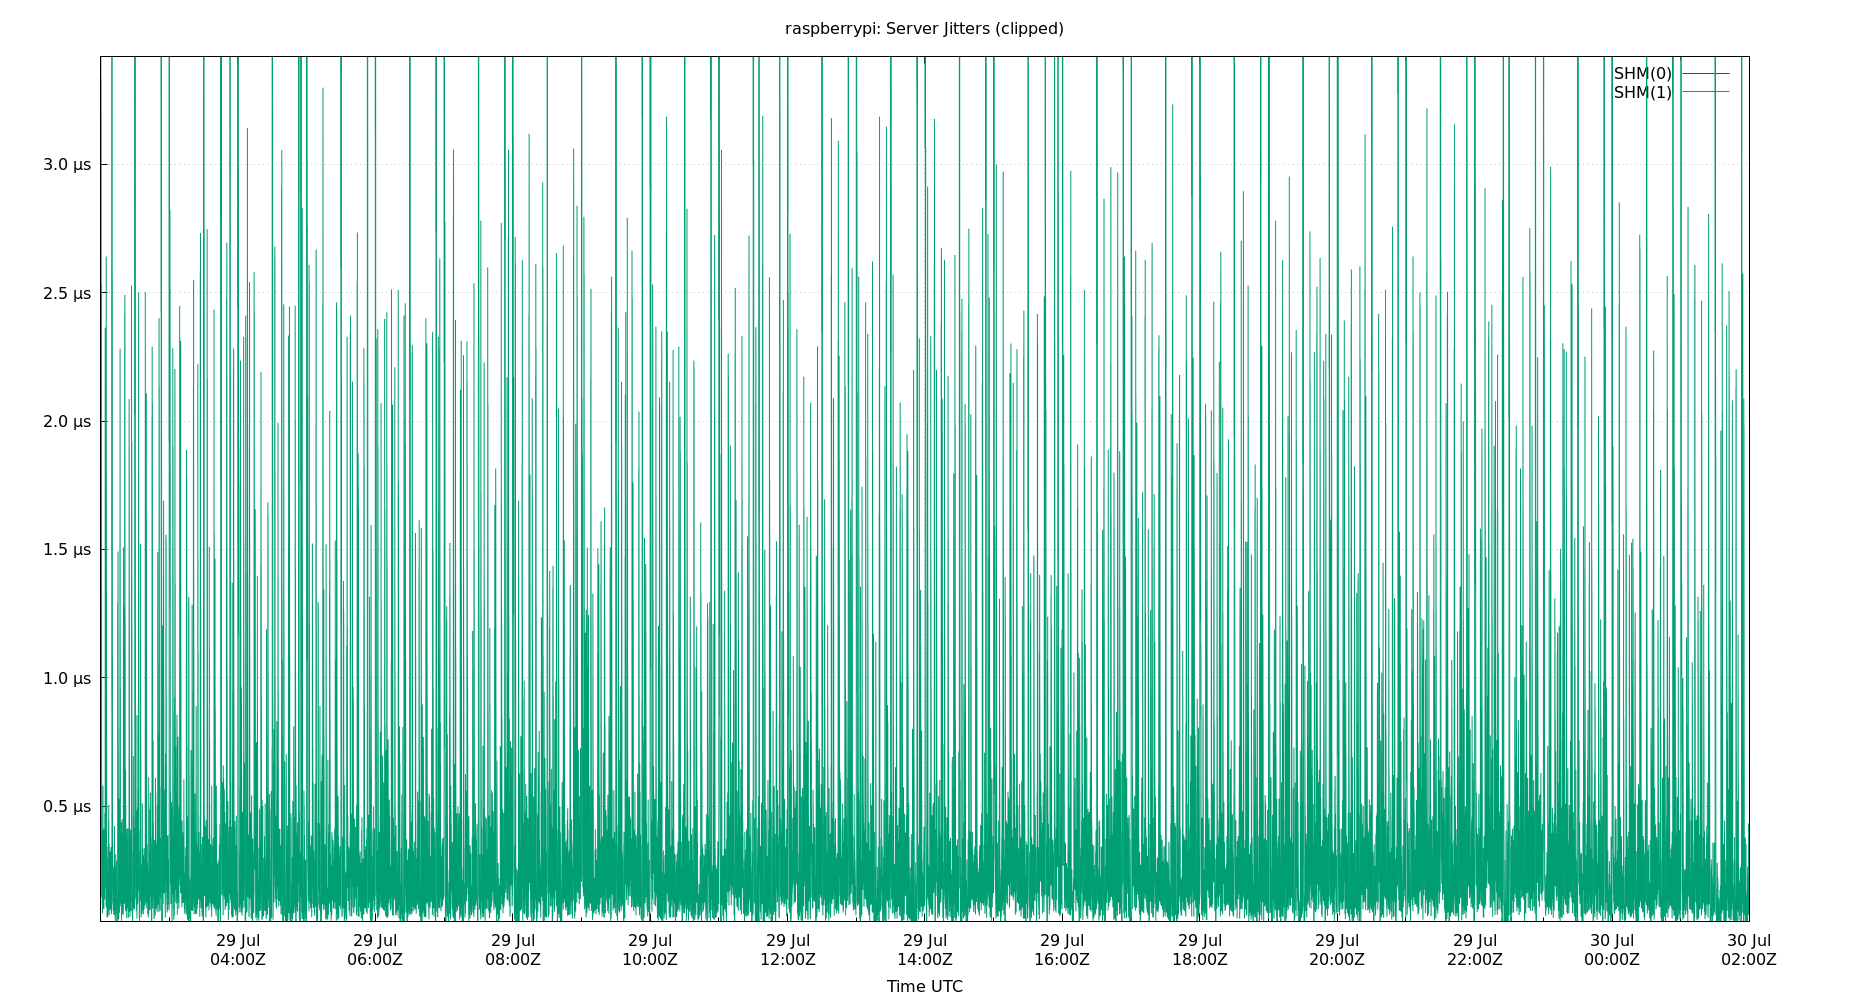 raspberrypi: Server Jitters (clipped)
SHM(0)
SHM(1)
3.0 µs
2.5 µs
2.0 µs
1.5 µs
1.0 µs
0.5 µs
29 Jul 29 Jul 29 Jul 29 Jul 29 Jul 29 Jul 29 Jul 29 Jul 29 Jul 29 Jul 30 Jul 30 Jul
04:00Z 06:00Z 08:00Z 10:00Z 12:00Z 14:00Z 16:00Z 18:00Z 20:00Z 22:00Z 00:00Z 02:00Z
Time UTC